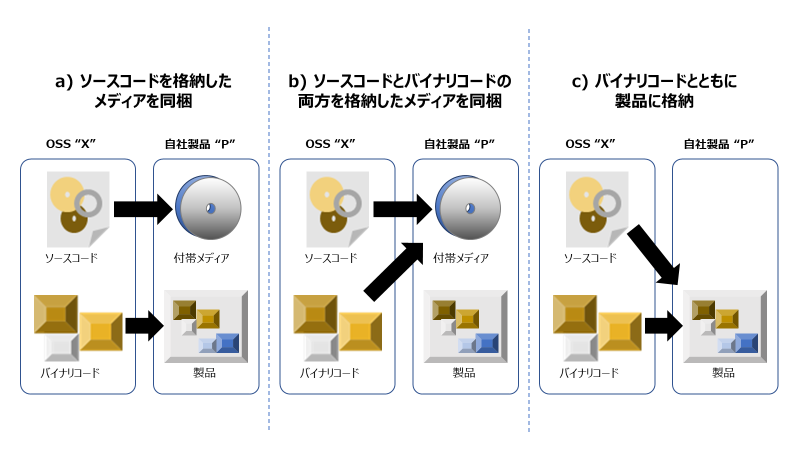 a) ソースコードを格納した
メディアを同梱
OSS “X”
自社製品 “P”
ソースコード
付帯メディア
バイナリコード
製品
b) ソースコードとバイナリコードの
両方を格納したメディアを同梱
OSS “X”
自社製品 “P”
ソースコード
付帯メディア
バイナリコード
製品
c) バイナリコードとともに
製品に格納
OSS “X”
自社製品 “P”
ソースコード
バイナリコード
製品